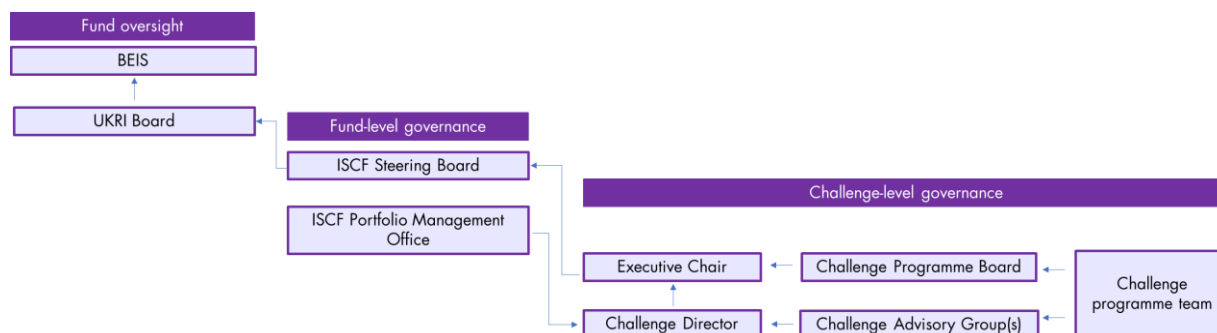 Fund oversight
BEIS
UKRI Board
Fund-level governance
ISCF Steering Board
ISCF Portfolio Management
Office
Challenge-level governance
Executive Chair
Challenge Programme Board
Challenge
programme team
Challenge Director
Challenge Advisory Group(s)